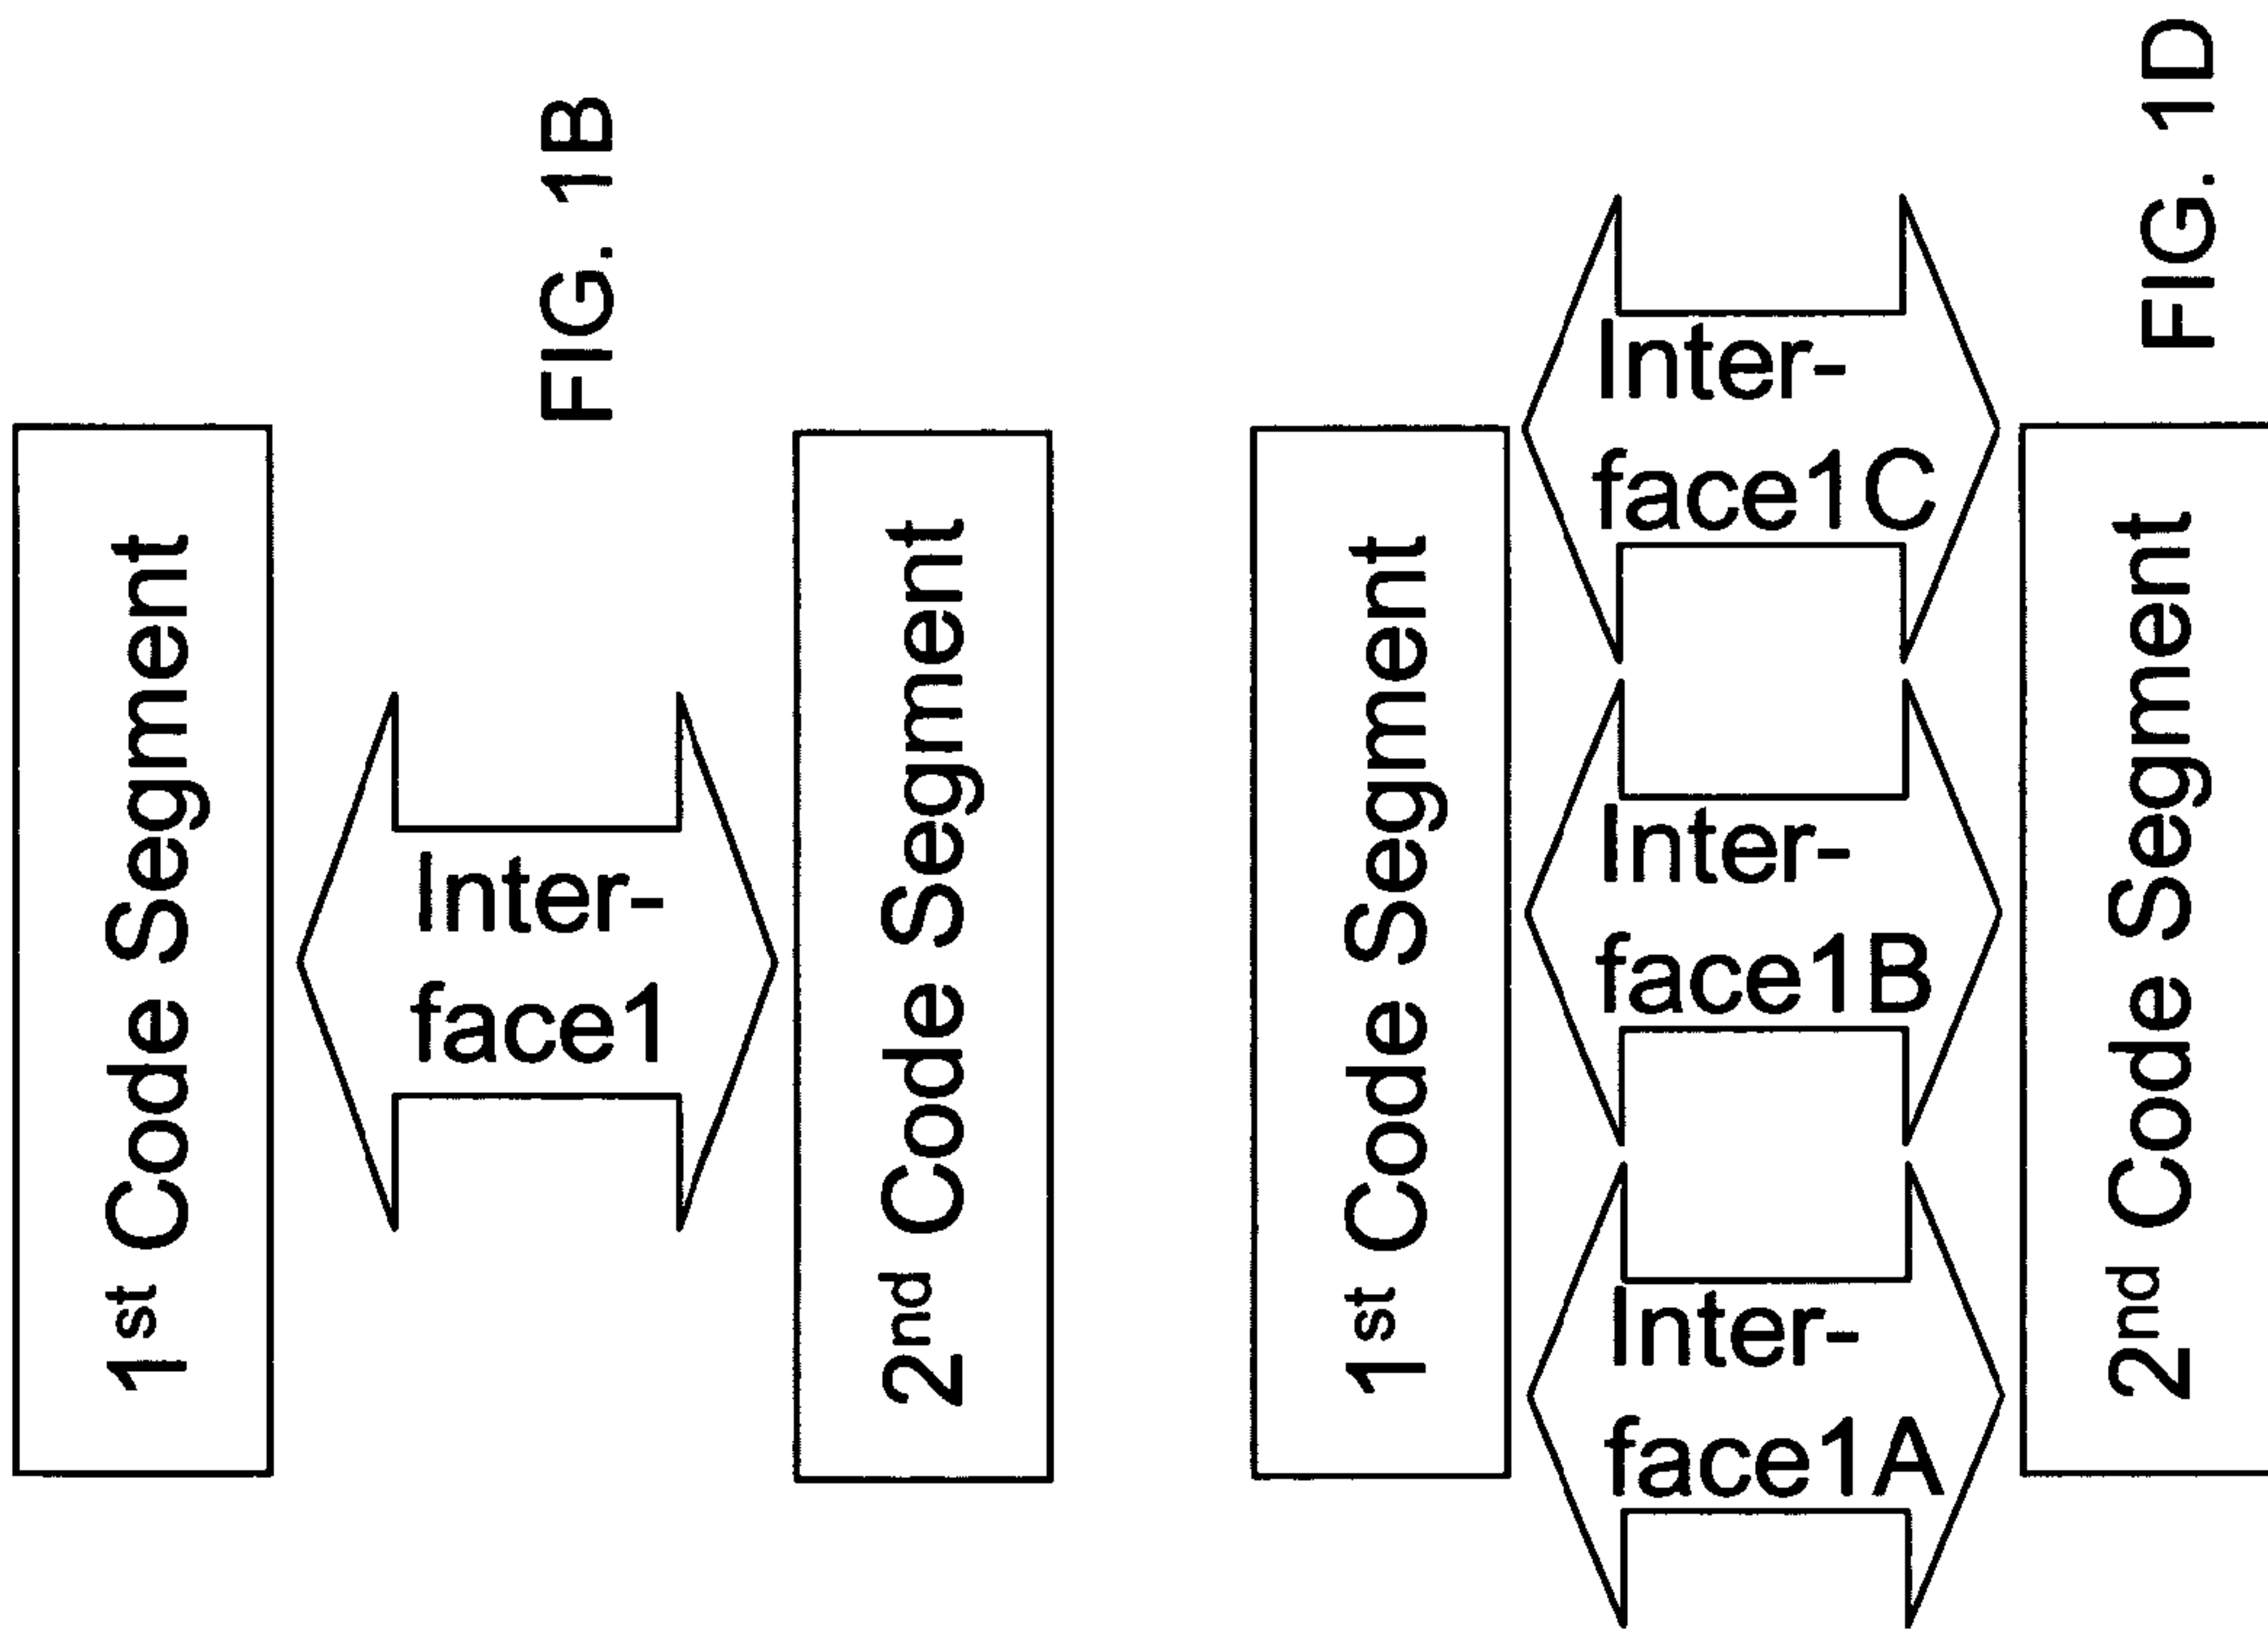 1st Code Segment
Inter-
face1
FIG. 1B
2nd Code Segment
1st Code Segment
Inter-
face1A
Inter-
face1B
Inter-
face1C
2nd Code Segment
FIG. 1D